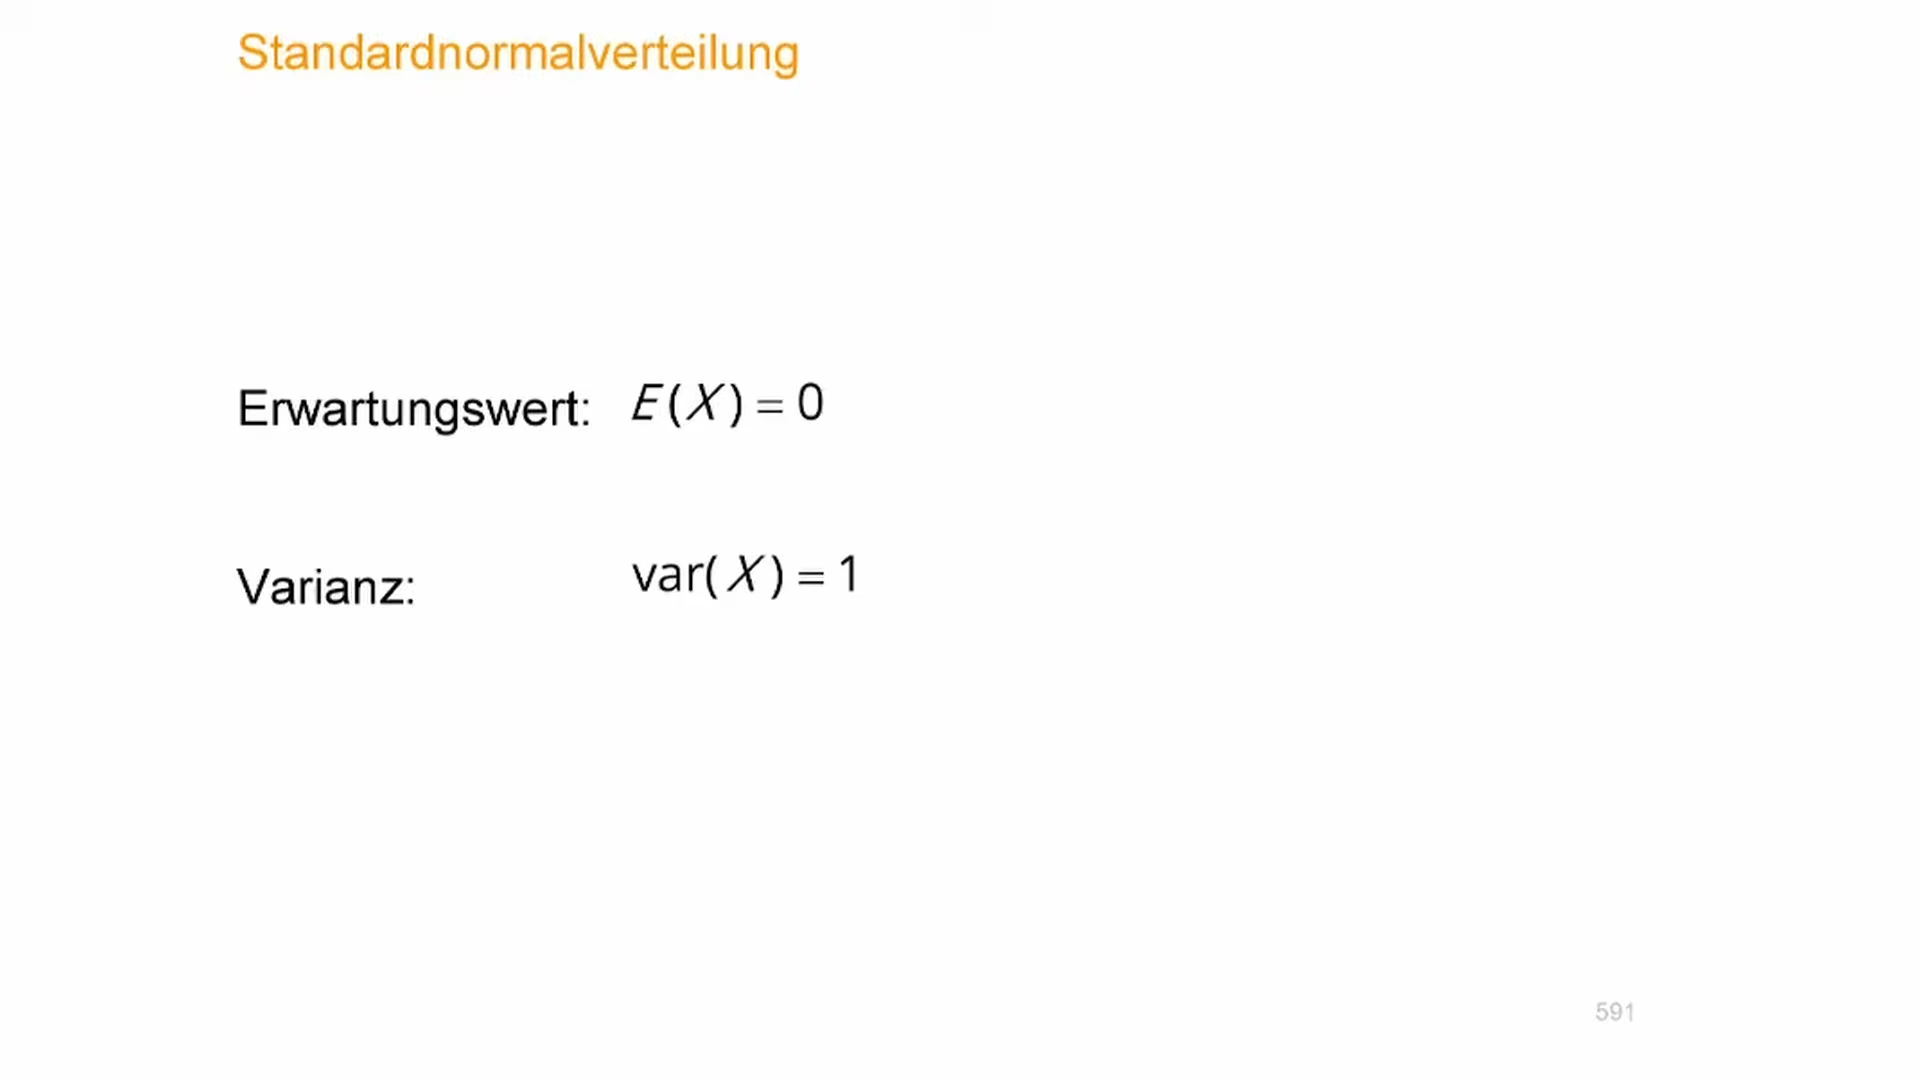 Standardnormalverteilung
Erwartungswert: E(X) = 0
Varianz: var(X) = 1
591